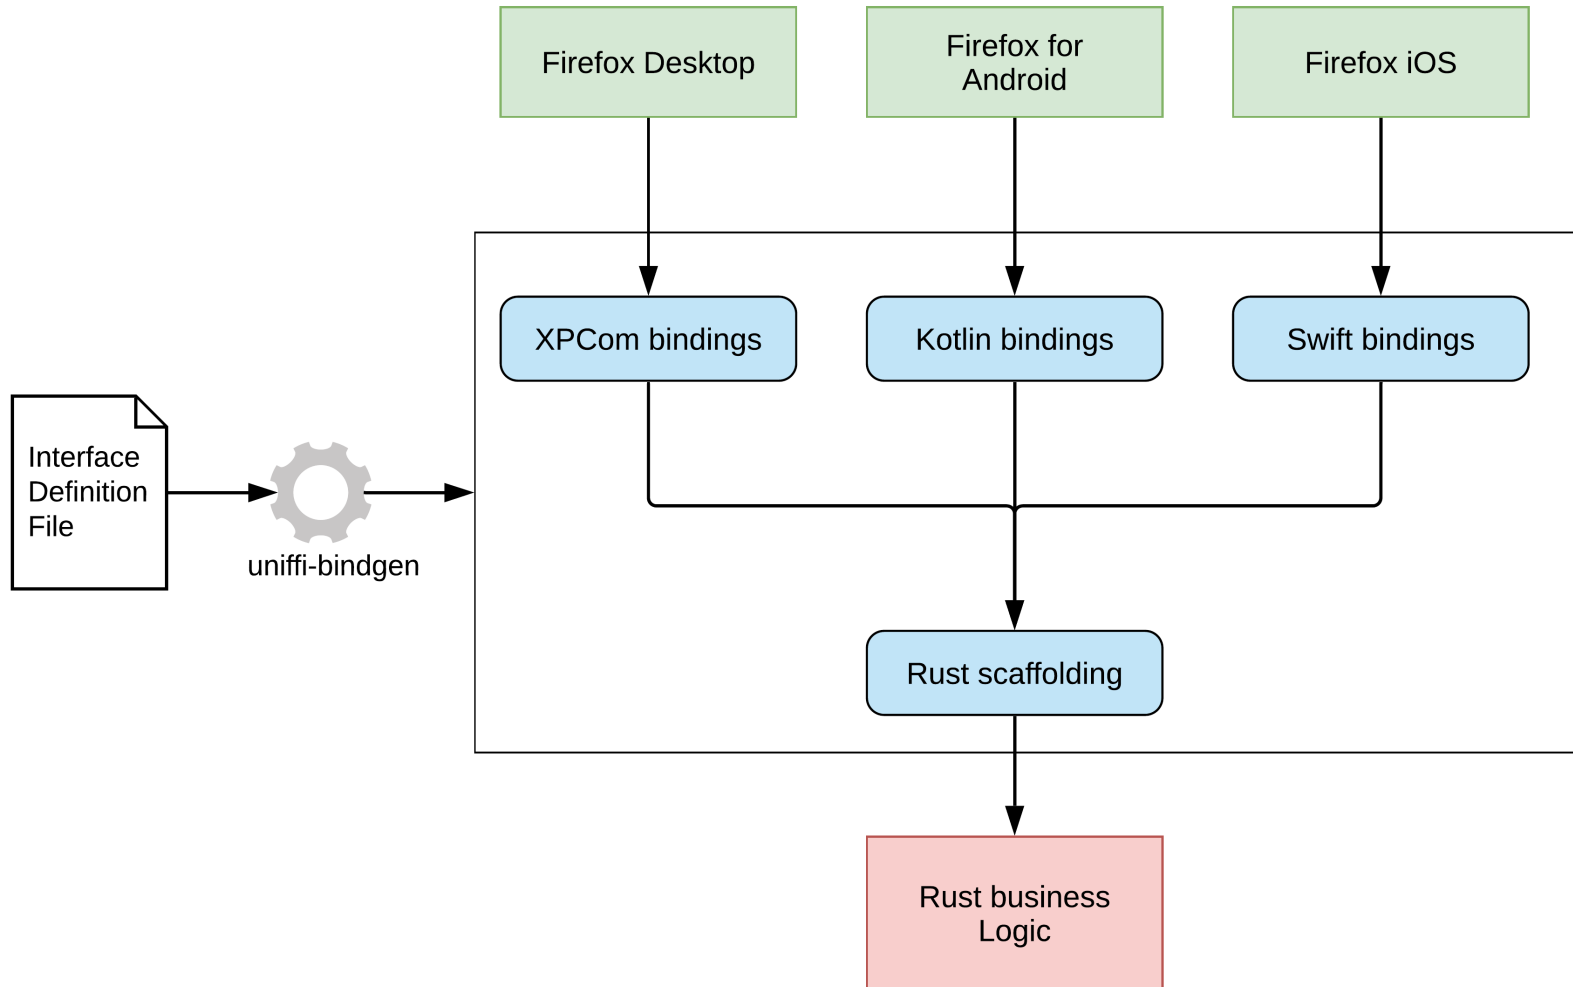 Firefox Desktop
Firefox for
Android
Firefox iOS
XPCom bindings
Kotlin bindings
Swift bindings
Interface
Definition
File
uniffi-bindgen
Rust scaffolding
Rust business
Logic